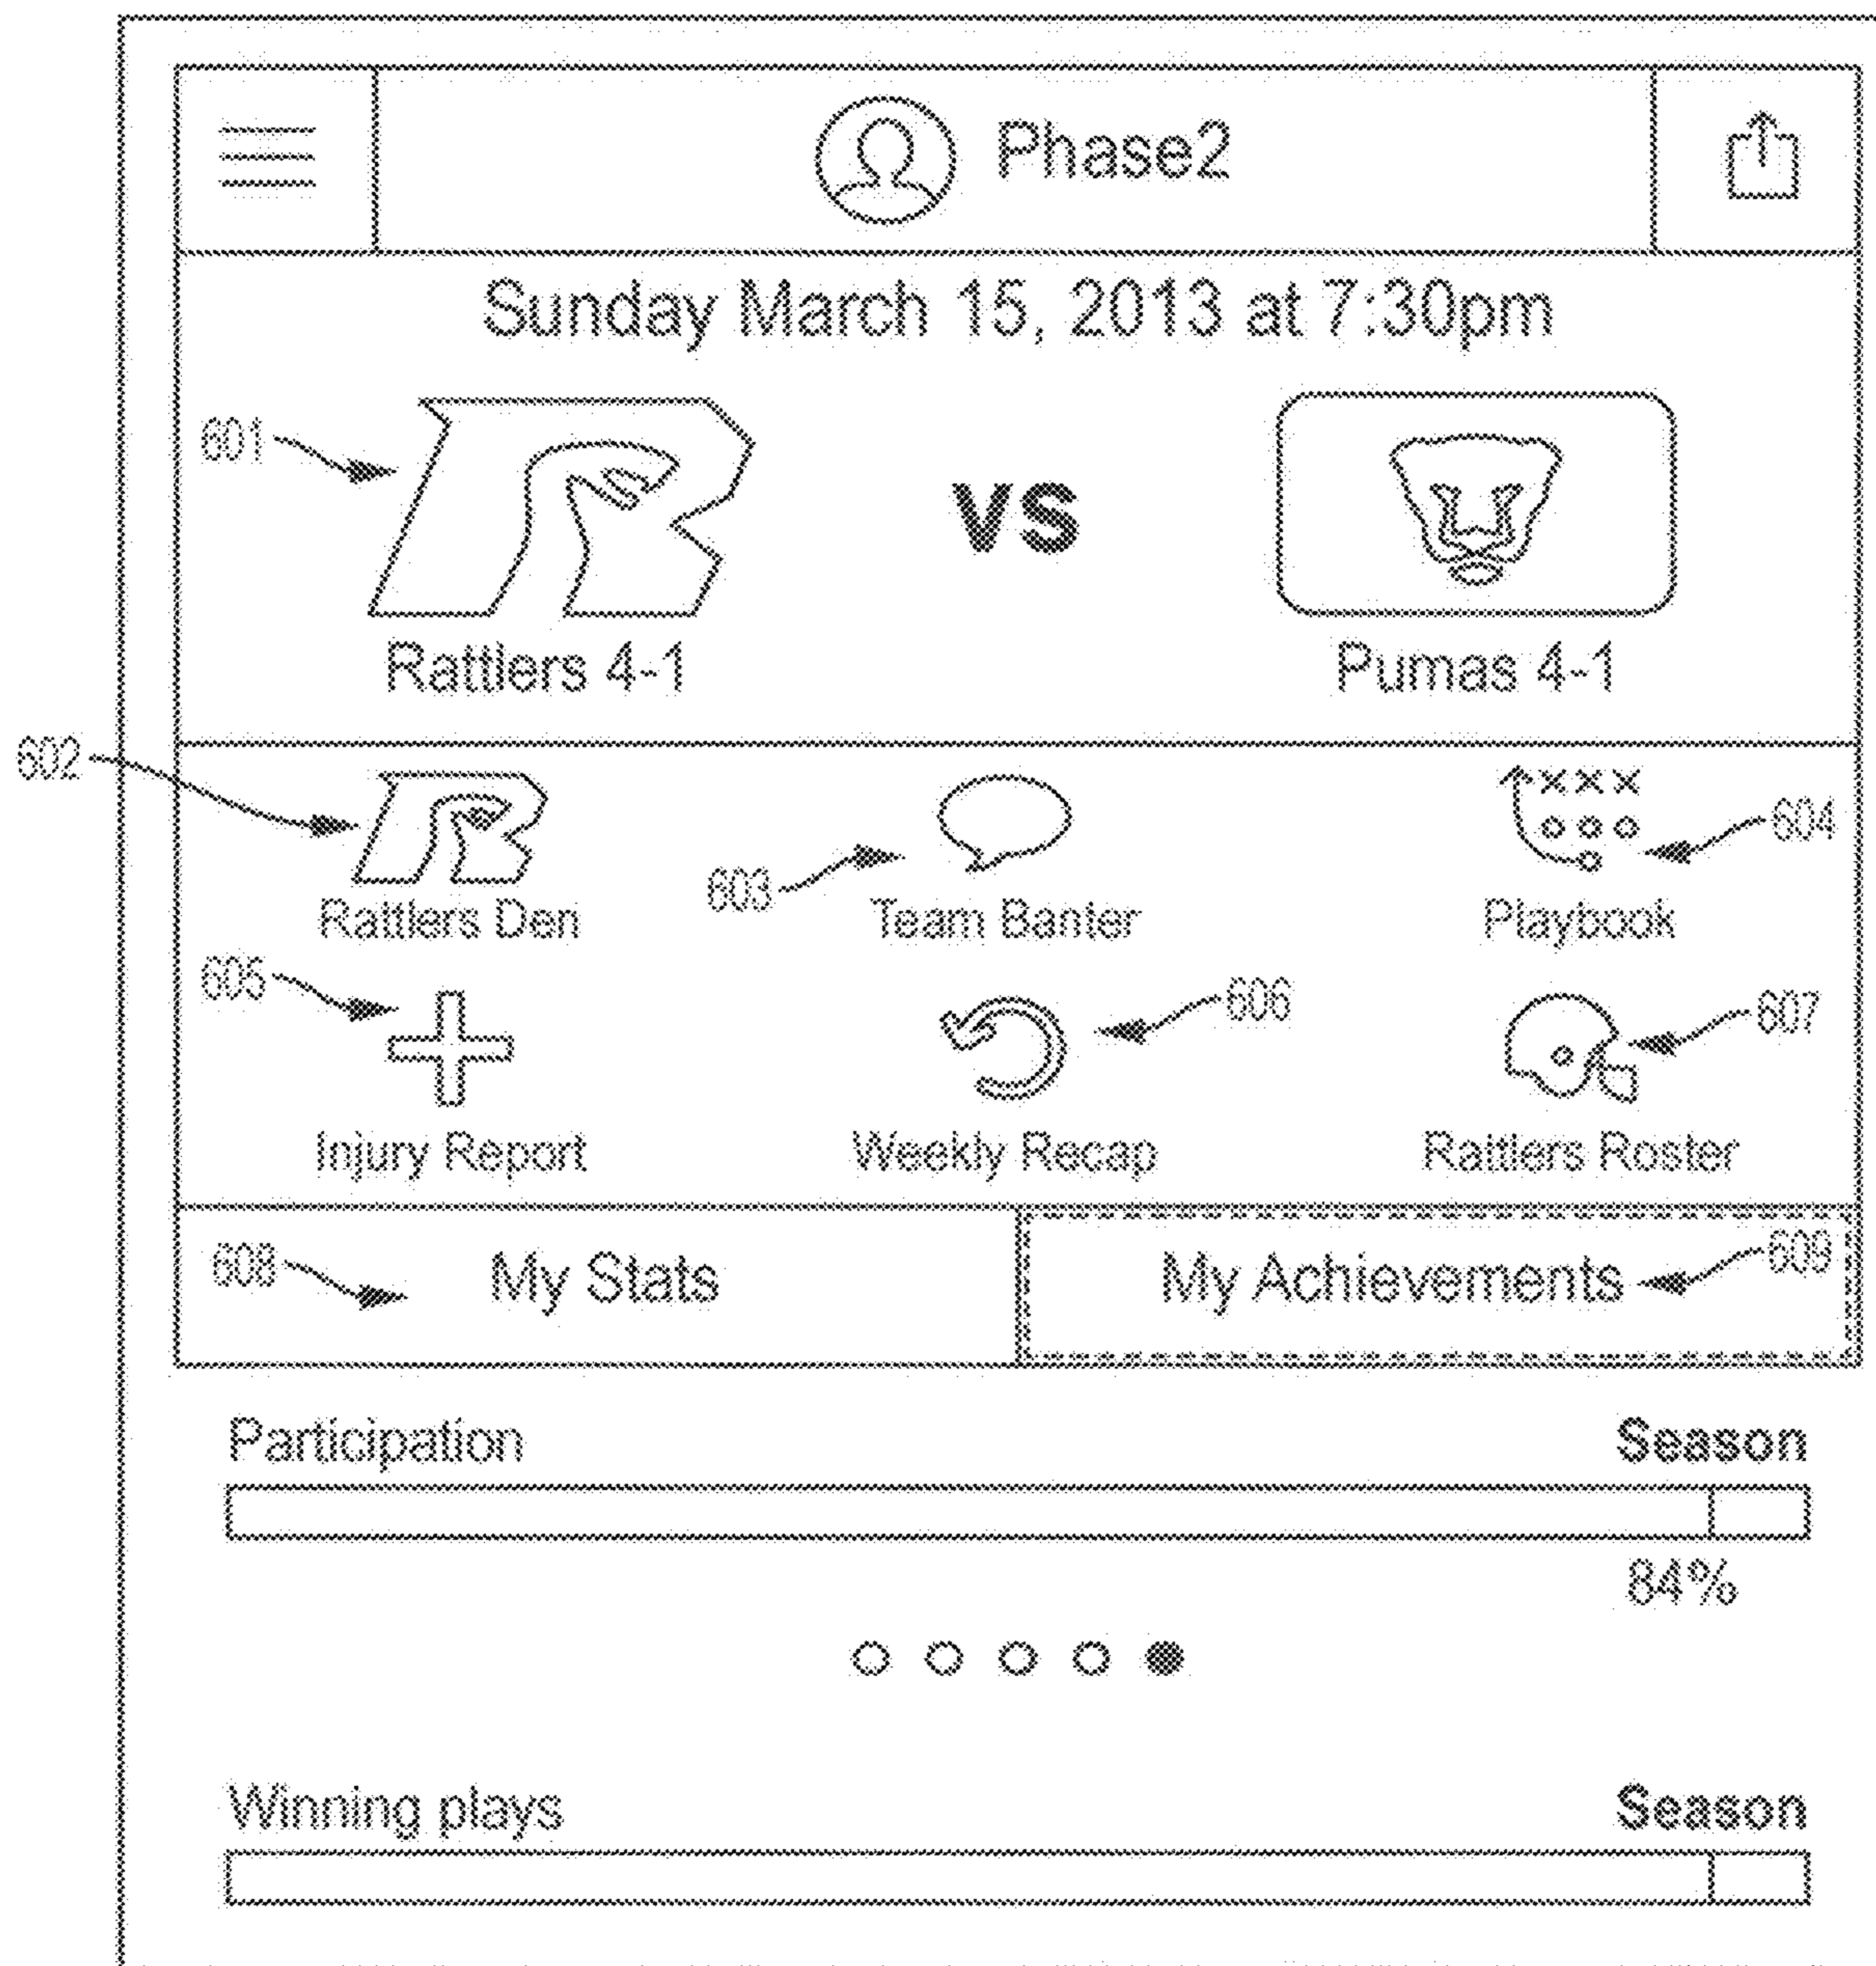 Phase2
Sunday March 15, 2013 at 7:30pm
601
vs
Rattlers 4-1
Pumas 4-1
602
603
604
Rattlers Den
Team Banter
Playbook
605
606
607
Injury Report
Weekly Recap
Rattlers Roster
608
My Stats
My Achievements
609
Participation
Season
84%
Winning plays
Season